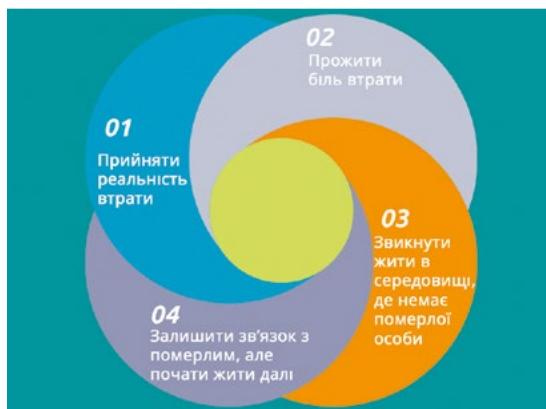 01
Прийняти
реальність
втрати
02
Прожити
біль втрати
03
Звикнути
жити в
середовищі,
де немає
померлої
особи
04
Залишити зв'язок з
померлим, але
почати жити далі